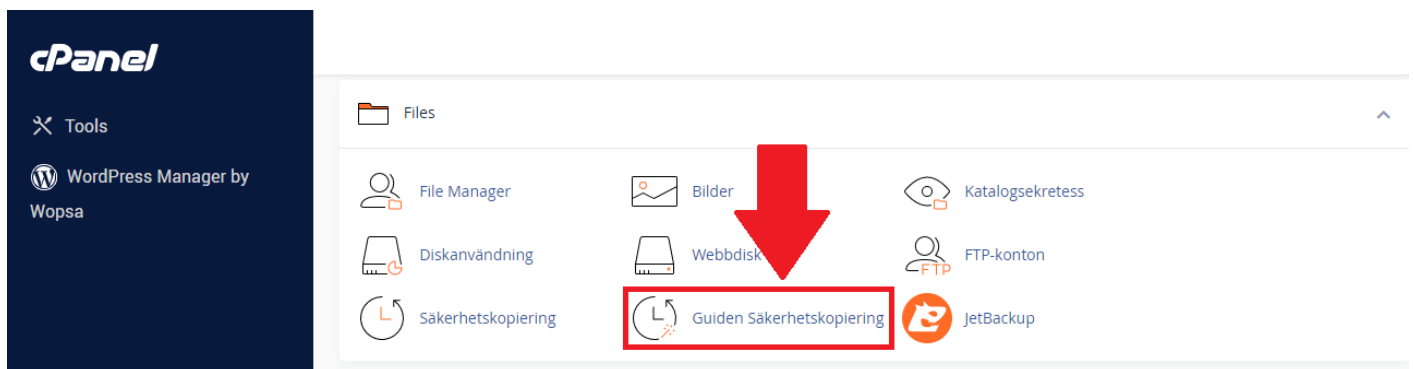 cPanel
Tools
WordPress Manager by
Wopsa
Files
File Manager
Bilder
Katalogsekretess
Diskanvändning
Webbdisk
FTP-konton
FTP
Säkerhetskopiering
Guiden Säkerhetskopiering
JetBackup